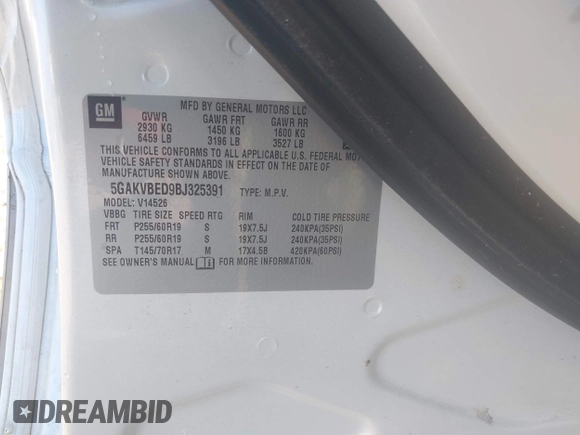 GM
MFD BY GENERAL MOTORS LLC
GVWR GAWR FRT GAWR RR
2930 KG 1450 KG 1600 KG
6459 LB 3196 LB 3527 LB
THIS VEHICLE CONFORMS TO ALL APPLICABLE U.S. FEDERAL
VEHICLE SAFETY STANDARDS IN EFFECT ON THE DATE OF
MANUFACTURE SHOWN ABOVE.
5GAKVBED9BJ325391 TYPE: M.P.V.
MODEL: V14526
VBBG TIRE SIZE SPEED RTG RIM COLD TIRE PRESSURE
FRT P255/60R19 S 19X7.5J 240KPA(35PSI)
RR P255/60R19 S 19X7.5J 240KPA(35PSI)
SPA T145/70R17 M 17X4.5B 420KPA(60PSI)
SEE OWNER'S MANUAL i FOR MORE INFORMATION.
DREAMBID